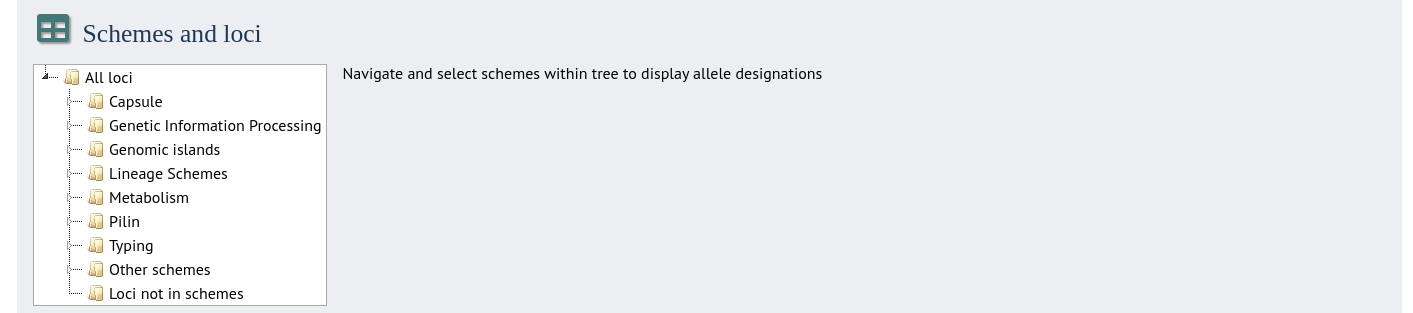 Schemes and loci
All loci
Navigate and select schemes within tree to display allele designations
Capsule
Genetic Information Processing
Genomic islands
Lineage Schemes
Metabolism
Pilin
Typing
Other schemes
Loci not in schemes